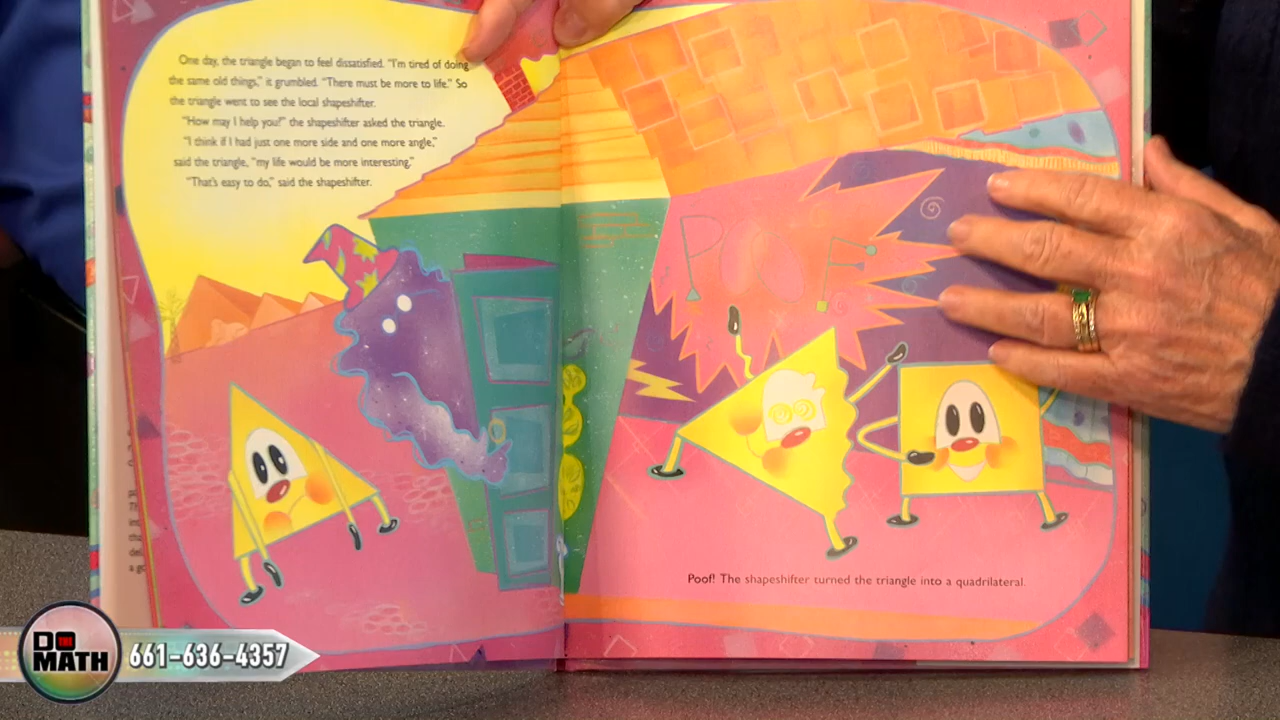 One day, the triangle began to feel dissatisfied. "I'm tired of doing
the same old things," it grumbled. "There must be more to life." So
the triangle went to see the local shapeshifter.
"How may I help you?" the shapeshifter asked the triangle.
"I think if I had just one more side and one more angle,"
said the triangle, "my life would be more interesting."
"That's easy to do," said the shapeshifter.
POOF
Poof! The shapeshifter turned the triangle into a quadrilateral.
DO THE MATH
661-636-4357